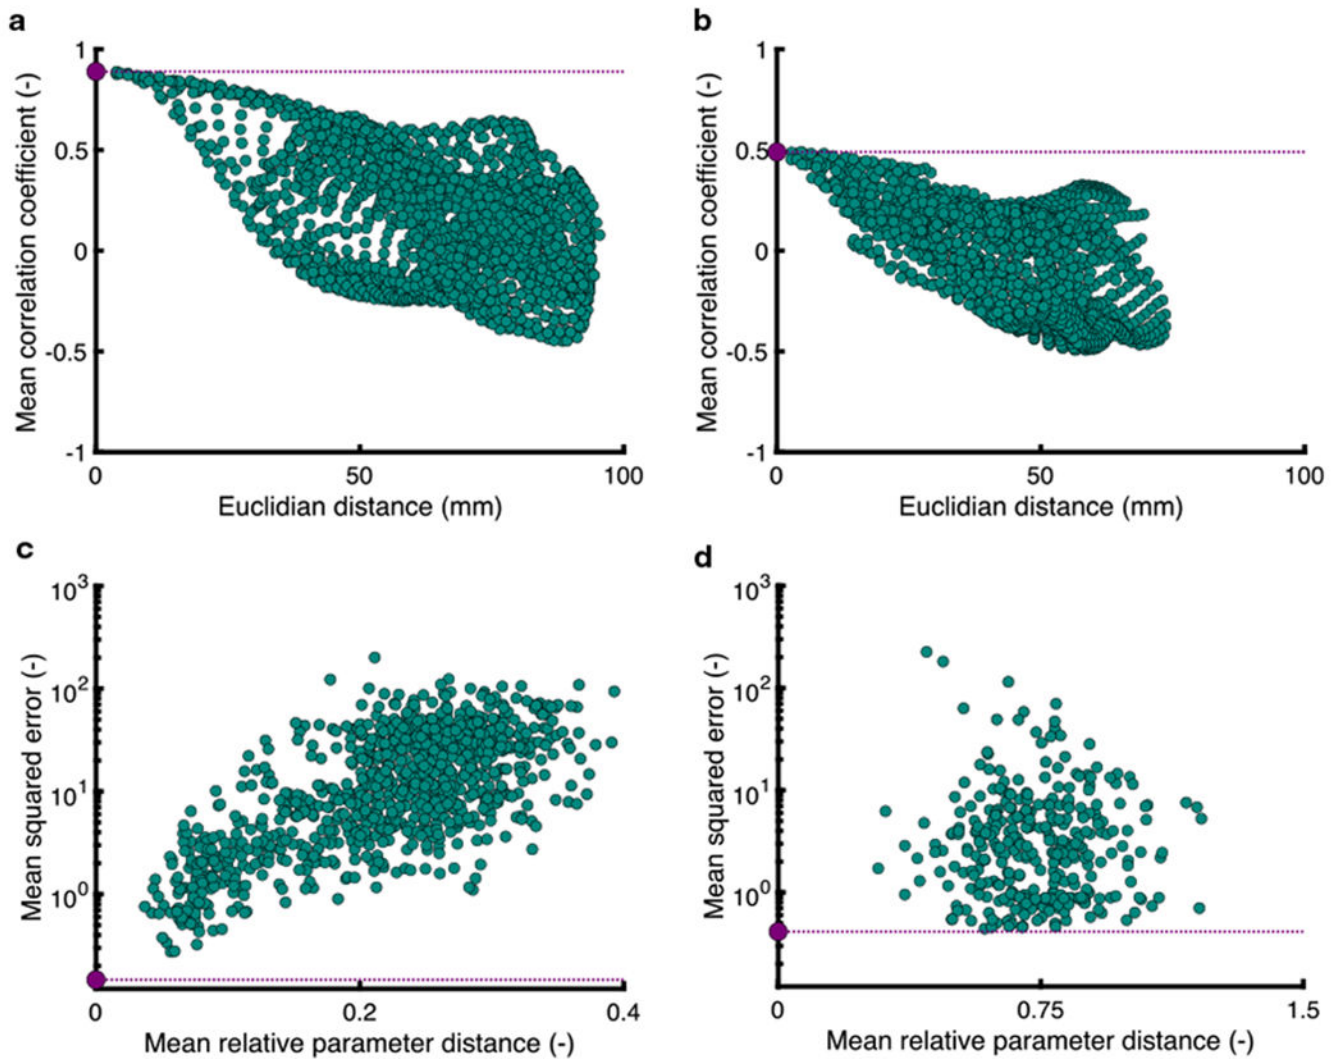 a
1
0.5
0
-0.5
-1
Mean correlation coefficient (-)
0
50
100
Euclidian distance (mm)
b
1
0.5
0
-0.5
-1
Mean correlation coefficient (-)
0
50
100
Euclidian distance (mm)
c
10³
10²
10¹
10⁰
Mean squared error (-)
0
0.2
0.4
Mean relative parameter distance (-)
d
10³
10²
10¹
10⁰
Mean squared error (-)
0
0.75
1.5
Mean relative parameter distance (-)